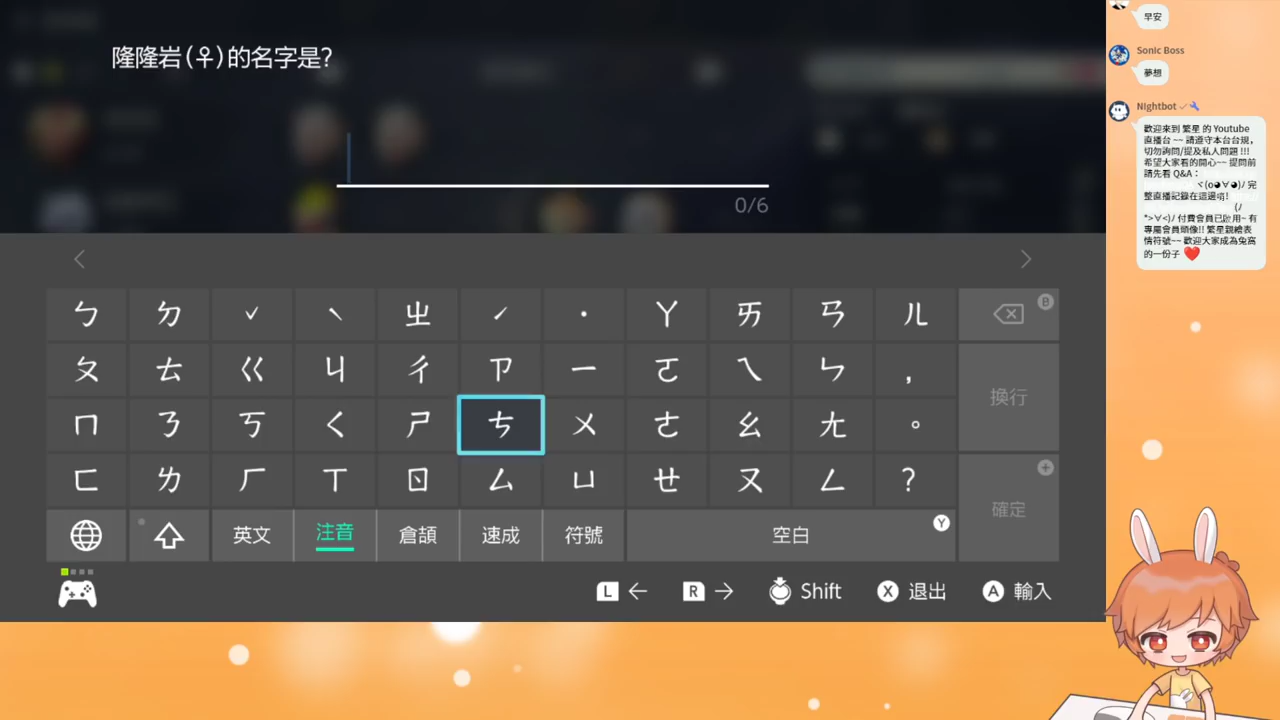 隆隆岩(♀)的名字是?
0/6
ㄅ ㄉ ˇ ˋ ㄓ ˊ ˙ ㄚ ㄞ ㄢ ㄦ B
ㄆ ㄊ ㄍ ㄐ ㄔ ㄗ ㄧ ㄛ ㄟ ㄣ , 換行
ㄇ ㄋ ㄎ ㄑ ㄕ ㄘ ㄨ ㄜ ㄠ ㄤ 。
ㄈ ㄌ ㄏ ㄒ ㄖ ㄙ ㄩ ㄝ ㄡ ㄥ ? 確定
英文 注音 倉頡 速成 符號 空白 Y
L ← R → Shift X 退出 A 輸入
早安
Sonic Boss
夢想
Nightbot
歡迎來到 繁星 的 Youtube
直播台 ~~ 請遵守本台台規,
切勿詢問/提及私人問題 !!!
希望大家看的開心~~ 提問前
請先看 Q&A:
ヾ(o◕∀◕)ﾉ 完
整直播記錄在這邊唷!
(ﾉ
*>∀<)ﾉ 付費會員已啟用~ 有
專屬會員頭像!! 繁星親繪表
情符號~~ 歡迎大家成為兔窩
的一份子 ❤️